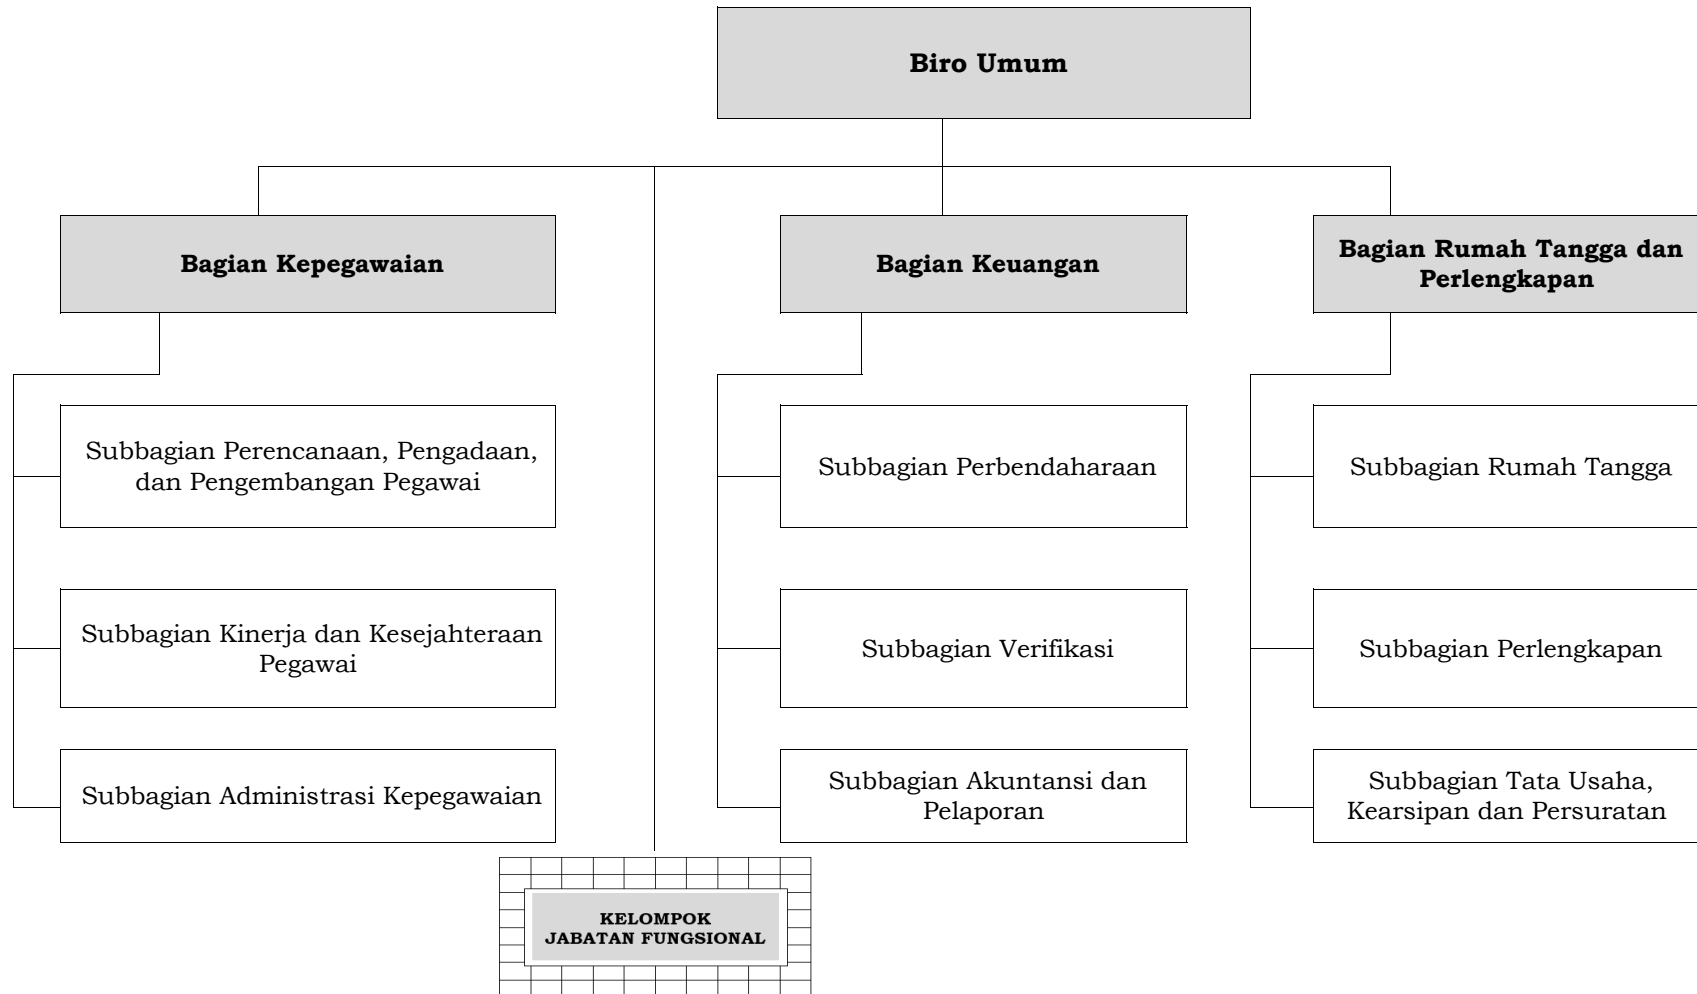 Biro Umum
Bagian Kepegawaian
Bagian Keuangan
Bagian Rumah Tangga dan
Perlengkapan
Subbagian Perencanaan, Pengadaan,
dan Pengembangan Pegawai
Subbagian Perbendaharaan
Subbagian Rumah Tangga
Subbagian Kinerja dan Kesejahteraan
Pegawai
Subbagian Verifikasi
Subbagian Perlengkapan
Subbagian Administrasi Kepegawaian
Subbagian Akuntansi dan
Pelaporan
Subbagian Tata Usaha,
Kearsipan dan Persuratan
KELOMPOK
JABATAN FUNGSIONAL